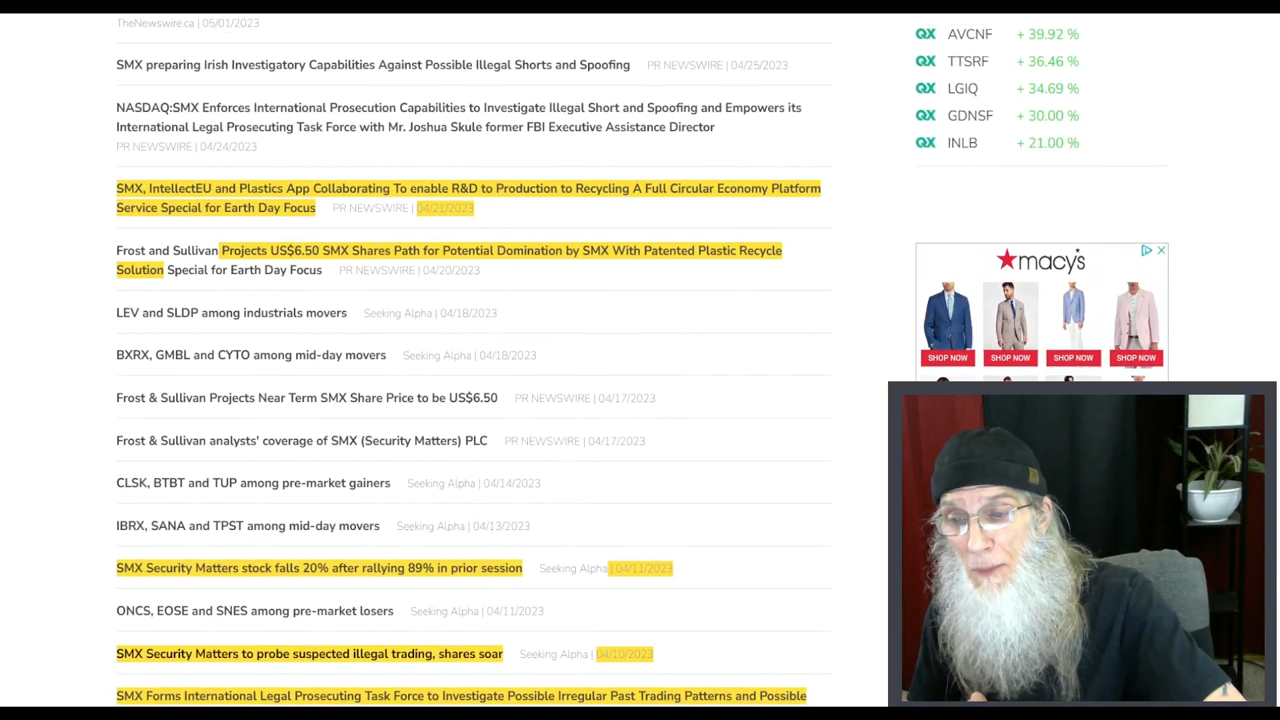 TheNewswire.ca | 05/01/2023
SMX preparing Irish Investigatory Capabilities Against Possible Illegal Shorts and Spoofing PR NEWSWIRE | 04/25/2023
NASDAQ:SMX Enforces International Prosecution Capabilities to Investigate Illegal Short and Spoofing and Empowers its
International Legal Prosecuting Task Force with Mr. Joshua Skule former FBI Executive Assistance Director
PR NEWSWIRE | 04/24/2023
SMX, IntellectEU and Plastics App Collaborating To enable R&D to Production to Recycling A Full Circular Economy Platform
Service Special for Earth Day Focus PR NEWSWIRE | 04/21/2023
Frost and Sullivan Projects US$6.50 SMX Shares Path for Potential Domination by SMX With Patented Plastic Recycle
Solution Special for Earth Day Focus PR NEWSWIRE | 04/20/2023
LEV and SLDP among industrials movers Seeking Alpha | 04/18/2023
BXRX, GMBL and CYTO among mid-day movers Seeking Alpha | 04/18/2023
Frost & Sullivan Projects Near Term SMX Share Price to be US$6.50 PR NEWSWIRE | 04/17/2023
Frost & Sullivan analysts' coverage of SMX (Security Matters) PLC PR NEWSWIRE | 04/17/2023
CLSK, BTBT and TUP among pre-market gainers Seeking Alpha | 04/14/2023
IBRX, SANA and TPST among mid-day movers Seeking Alpha | 04/13/2023
SMX Security Matters stock falls 20% after rallying 89% in prior session Seeking Alpha | 04/11/2023
ONCS, EOSE and SNES among pre-market losers Seeking Alpha | 04/11/2023
SMX Security Matters to probe suspected illegal trading, shares soar Seeking Alpha | 04/10/2023
SMX Forms International Legal Prosecuting Task Force to Investigate Possible Irregular Past Trading Patterns and Possible
QX AVCNF + 39.92 %
QX TTSRF + 36.46 %
QX LGIQ + 34.69 %
QX GDNSF + 30.00 %
QX INLB + 21.00 %
macy's
SHOP NOW SHOP NOW SHOP NOW SHOP NOW